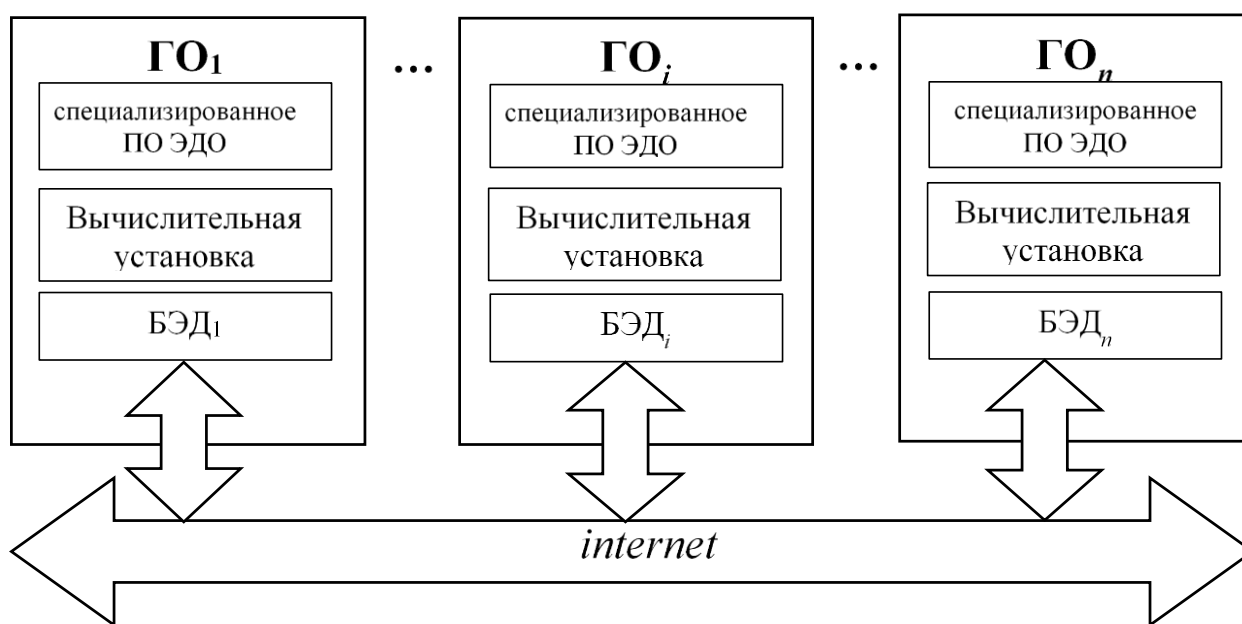 ГО₁
...
ГОᵢ
...
ГОₙ
специализированное
ПО ЭДО
специализированное
ПО ЭДО
специализированное
ПО ЭДО
Вычислительная
установка
Вычислительная
установка
Вычислительная
установка
БЭД₁
БЭДᵢ
БЭДₙ
internet